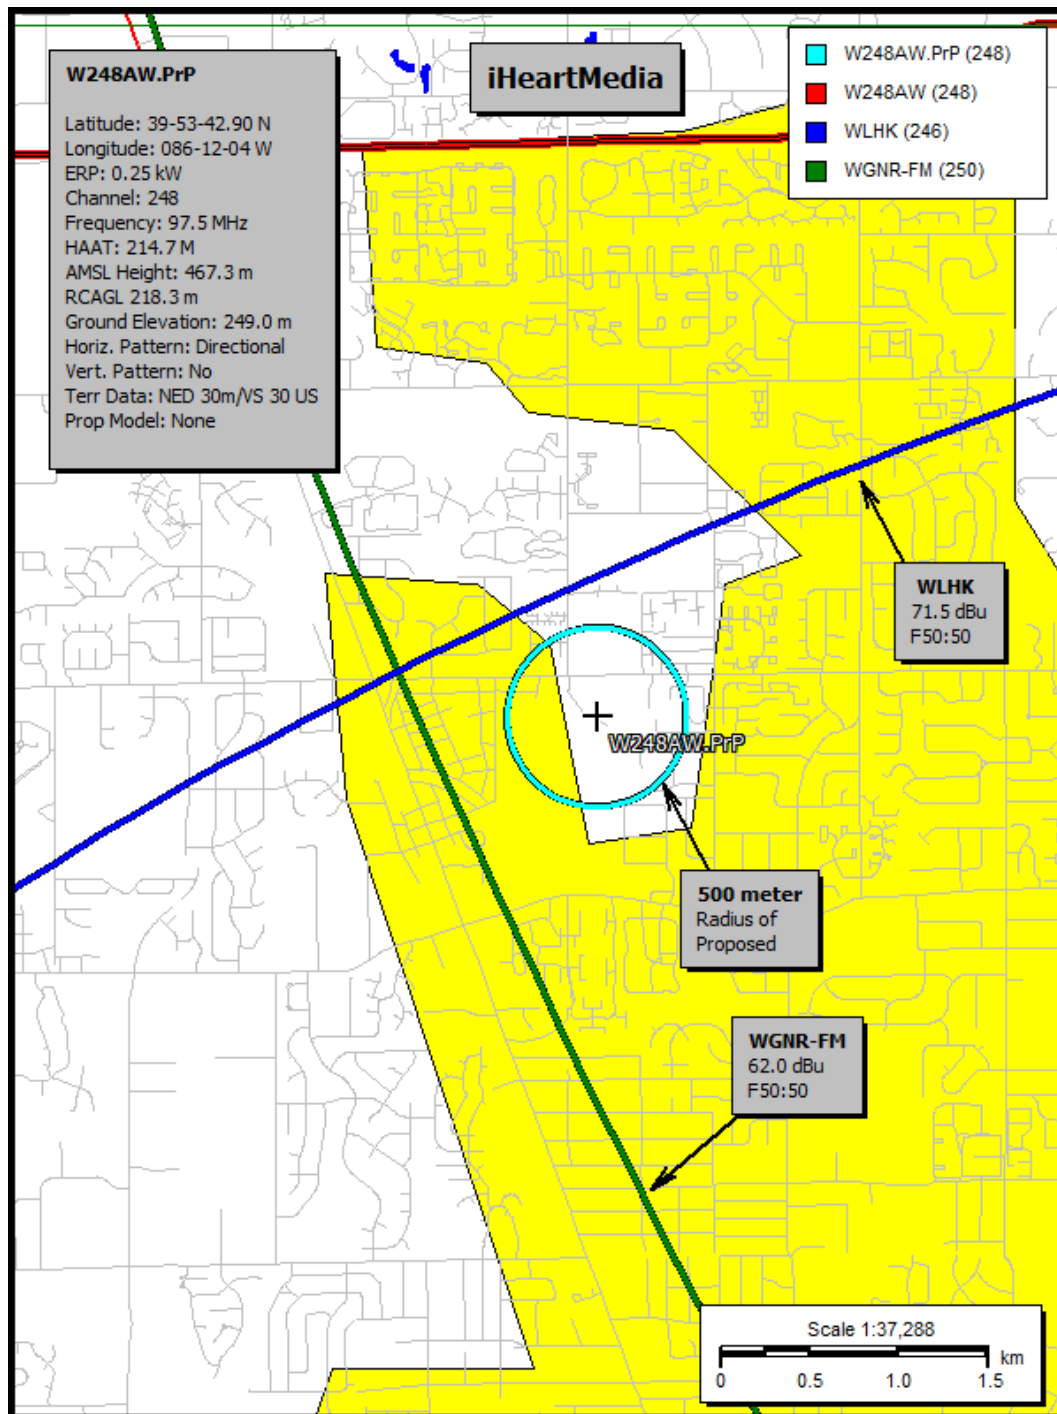 W248AW.PrP
Latitude: 39-53-42.90 N
Longitude: 086-12-04 W
ERP: 0.25 kW
Channel: 248
Frequency: 97.5 MHz
HAAT: 214.7 M
AMSL Height: 467.3 m
RCAGL 218.3 m
Ground Elevation: 249.0 m
Horiz. Pattern: Directional
Vert. Pattern: No
Terr Data: NED 30m/VS 30 US
Prop Model: None
iHeartMedia
W248AW.PrP (248)
W248AW (248)
WLHK (246)
WGNR-FM (250)
WLHK
71.5 dBu
F50:50
W248AW.PrP
500 meter
Radius of
Proposed
WGNR-FM
62.0 dBu
F50:50
Scale 1:37,288
km
0 0.5 1.0 1.5